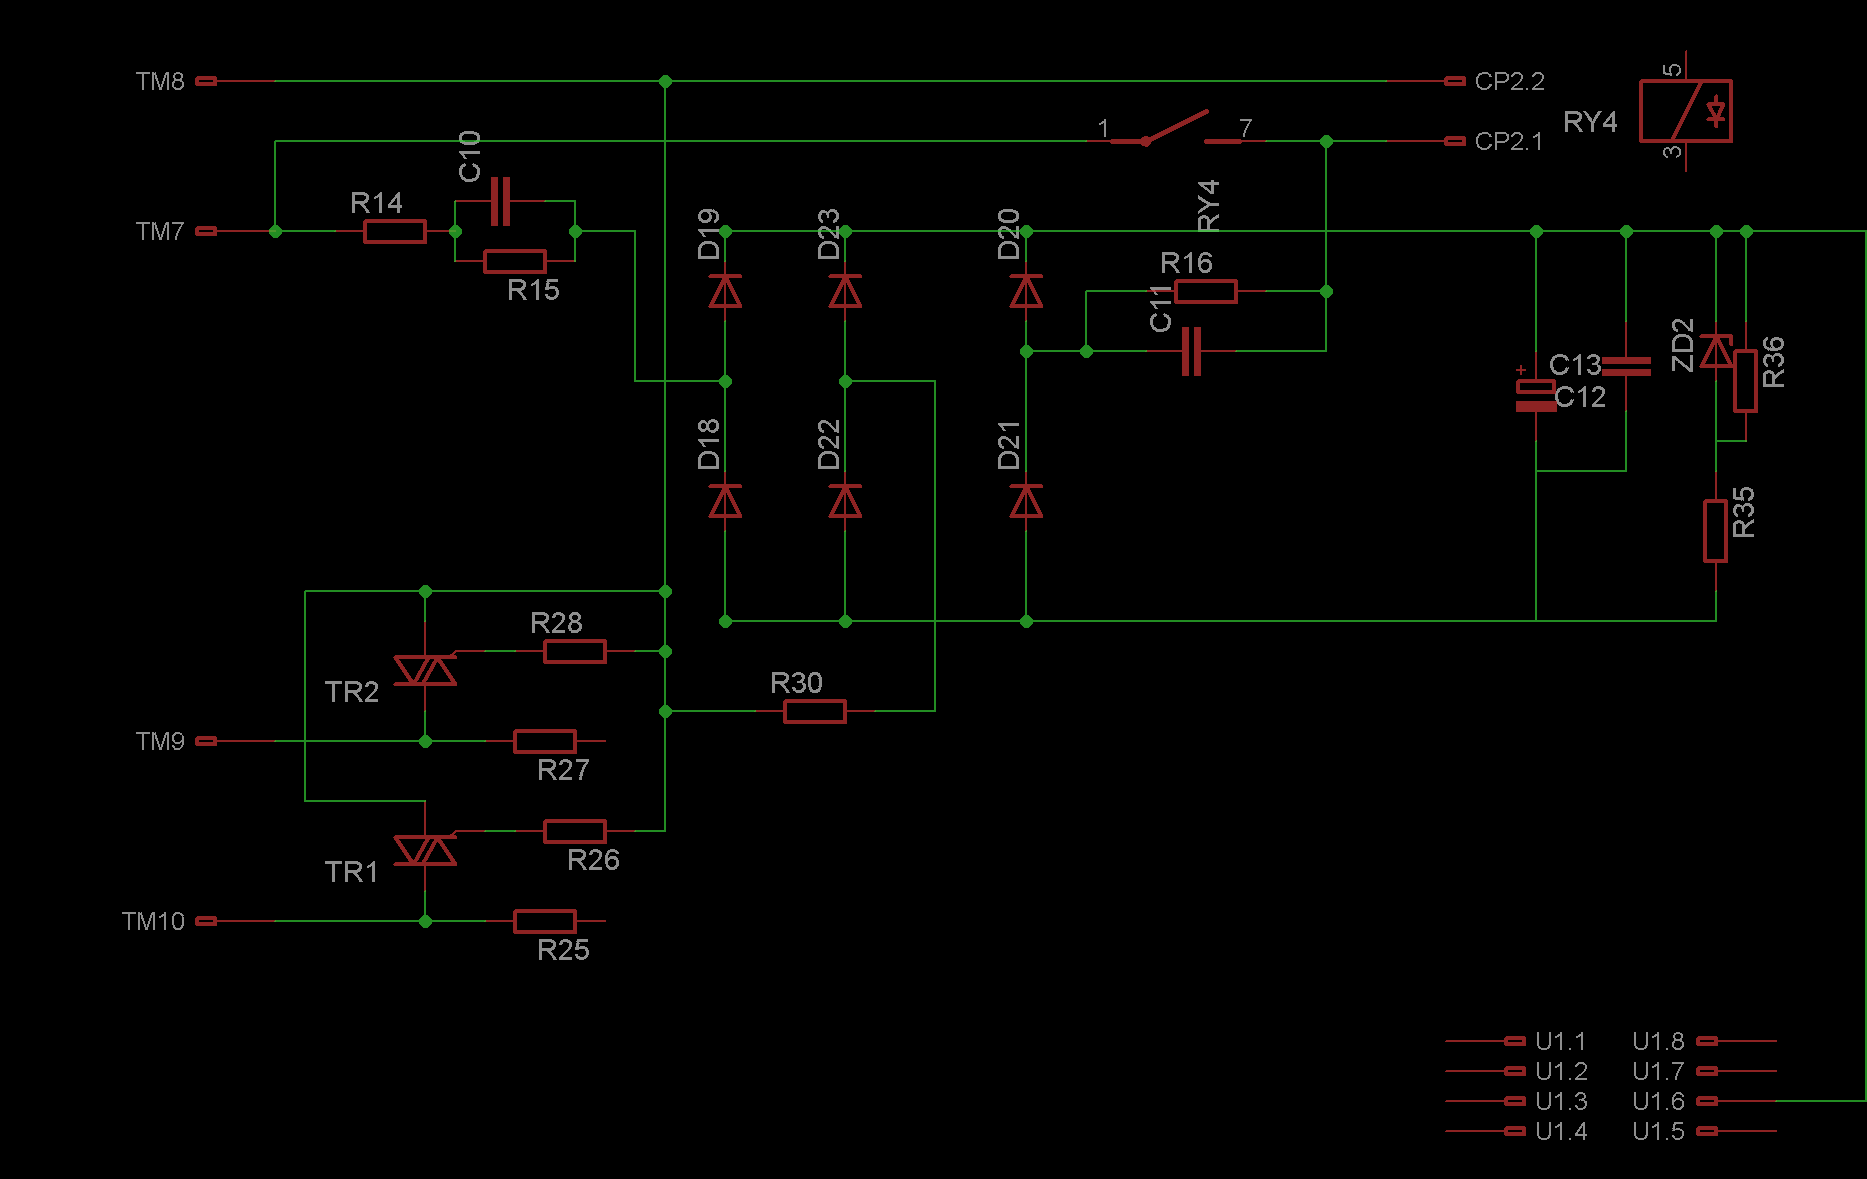 TM8
CP2.2
5
RY4
3
C10
1
7
CP2.1
TM7
R14
R15
D19
D23
D20
RY4
R16
C11
D18
D22
D21
+
C13
C12
ZD2
R36
R35
R28
TR2
R30
TM9
R27
R26
TR1
TM10
R25
U1.1 U1.8
U1.2 U1.7
U1.3 U1.6
U1.4 U1.5